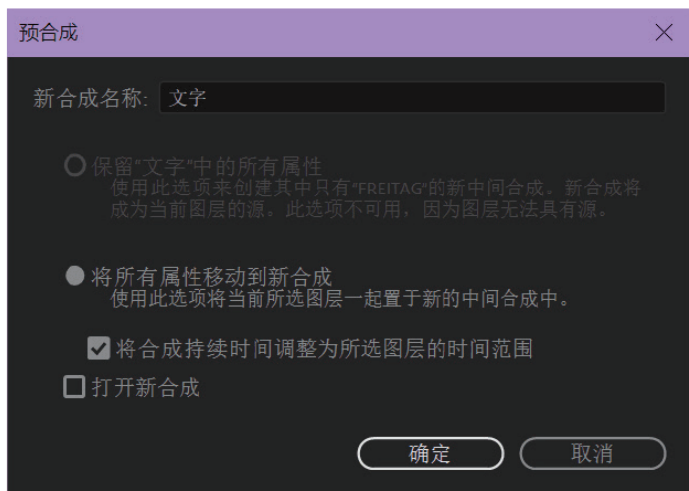 预合成
新合成名称: 文字
保留“文字”中的所有属性
使用此选项来创建其中只有“FREITAG”的新中间合成。新合成将
成为当前图层的源。此选项不可用，因为图层无法具有源。
将所有属性移动到新合成
使用此选项将当前所选图层一起置于新的中间合成中。
将合成持续时间调整为所选图层的时间范围
打开新合成
确定 取消